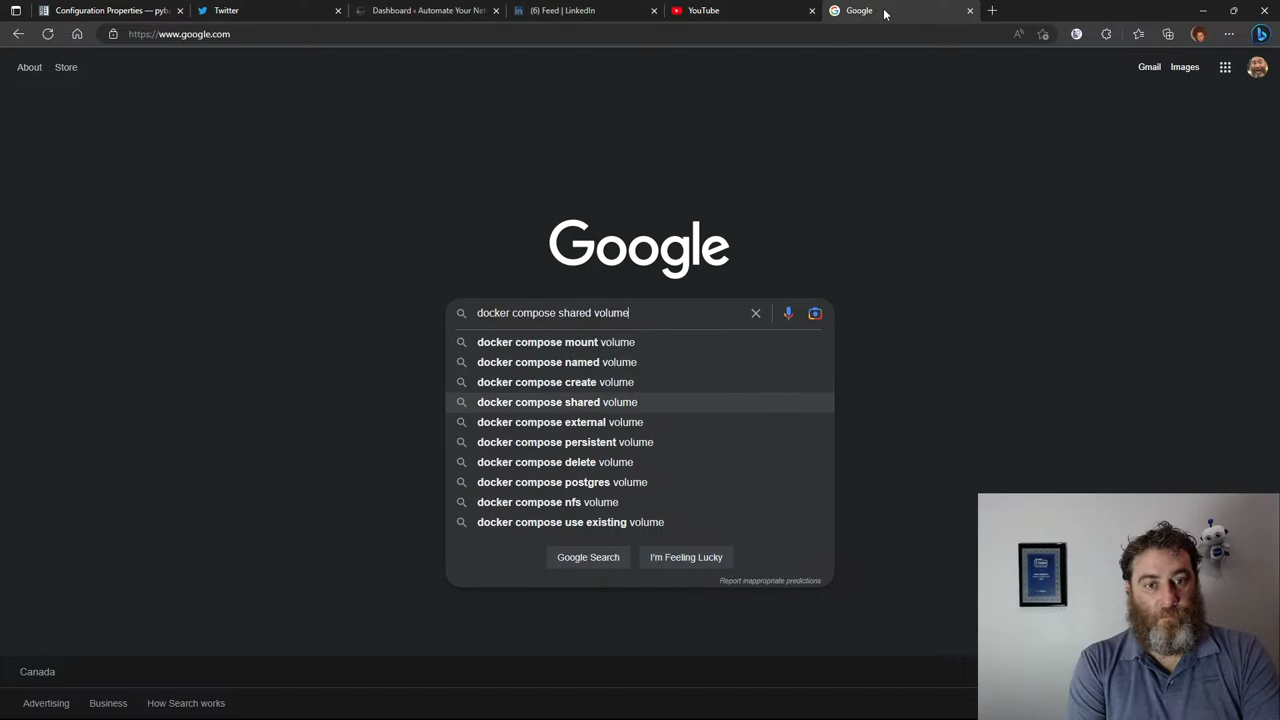 Configuration Properties — pyba
Twitter
Dashboard ‹ Automate Your Net
(6) Feed | LinkedIn
YouTube
Google
https://www.google.com
About
Store
Gmail
Images
Google
docker compose shared volume
docker compose mount volume
docker compose named volume
docker compose create volume
docker compose shared volume
docker compose external volume
docker compose persistent volume
docker compose delete volume
docker compose postgres volume
docker compose nfs volume
docker compose use existing volume
Google Search
I'm Feeling Lucky
Report inappropriate predictions
Canada
Advertising
Business
How Search works